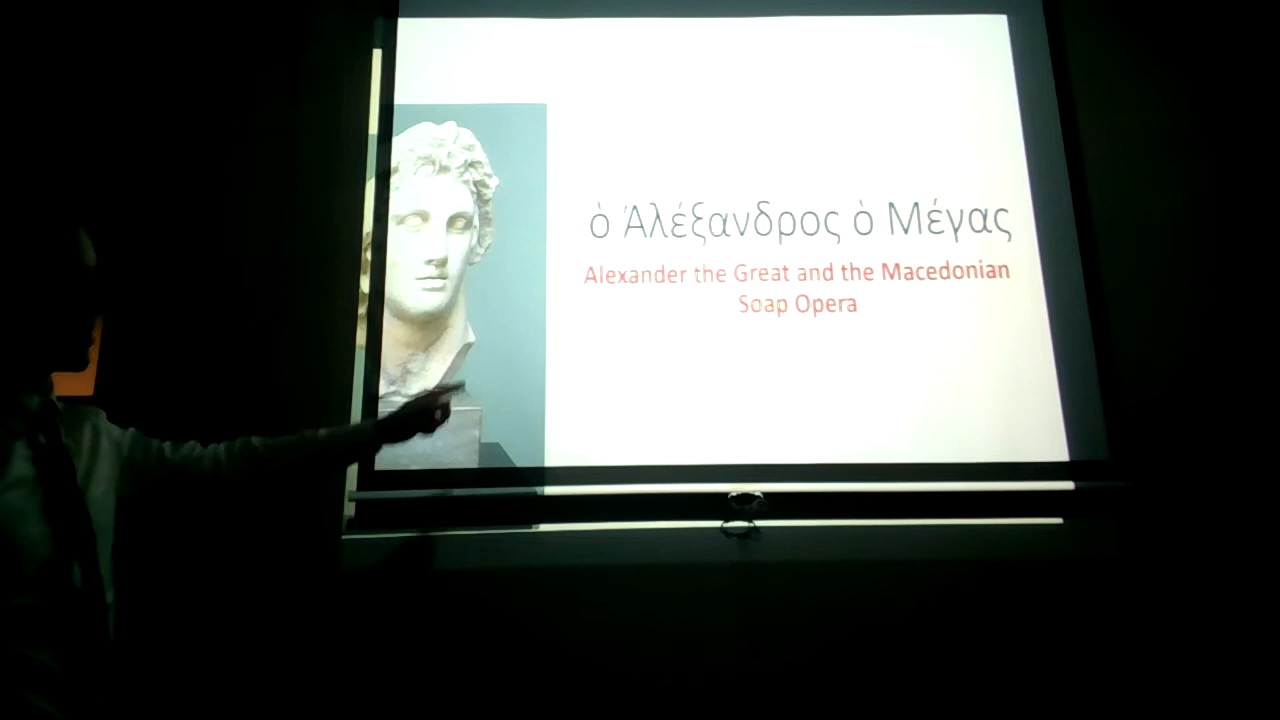 ὁ Ἀλέξανδρος ὁ Μέγας
Alexander the Great and the Macedonian
Soap Opera